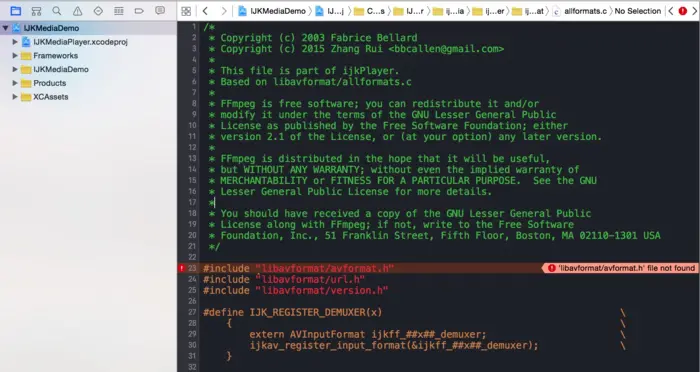 IJKMediaDemo IJ...j C...s IJ...r ij...ia ij...er ij...at allformats.c No Selection
IJKMediaDemo
IJKMediaPlayer.xcodeproj
Frameworks
IJKMediaDemo
Products
XCAssets
1 /*
2 * Copyright (c) 2003 Fabrice Bellard
3 * Copyright (c) 2015 Zhang Rui <bbcallen@gmail.com>
4 *
5 * This file is part of ijkPlayer.
6 * Based on libavformat/allformats.c
7 *
8 * FFmpeg is free software; you can redistribute it and/or
9 * modify it under the terms of the GNU Lesser General Public
10 * License as published by the Free Software Foundation; either
11 * version 2.1 of the License, or (at your option) any later version.
12 *
13 * FFmpeg is distributed in the hope that it will be useful,
14 * but WITHOUT ANY WARRANTY; without even the implied warranty of
15 * MERCHANTABILITY or FITNESS FOR A PARTICULAR PURPOSE.  See the GNU
16 * Lesser General Public License for more details.
17 *
18 * You should have received a copy of the GNU Lesser General Public
19 * License along with FFmpeg; if not, write to the Free Software
20 * Foundation, Inc., 51 Franklin Street, Fifth Floor, Boston, MA 02110-1301 USA
21 */
22
23 #include "libavformat/avformat.h" 'libavformat/avformat.h' file not found
24 #include "libavformat/url.h"
25 #include "libavformat/version.h"
26
27 #define IJK_REGISTER_DEMUXER(x) \
28 { \
29 extern AVInputFormat ijkff_##x##_demuxer; \
30 ijkav_register_input_format(&ijkff_##x##_demuxer); \
31 }
32